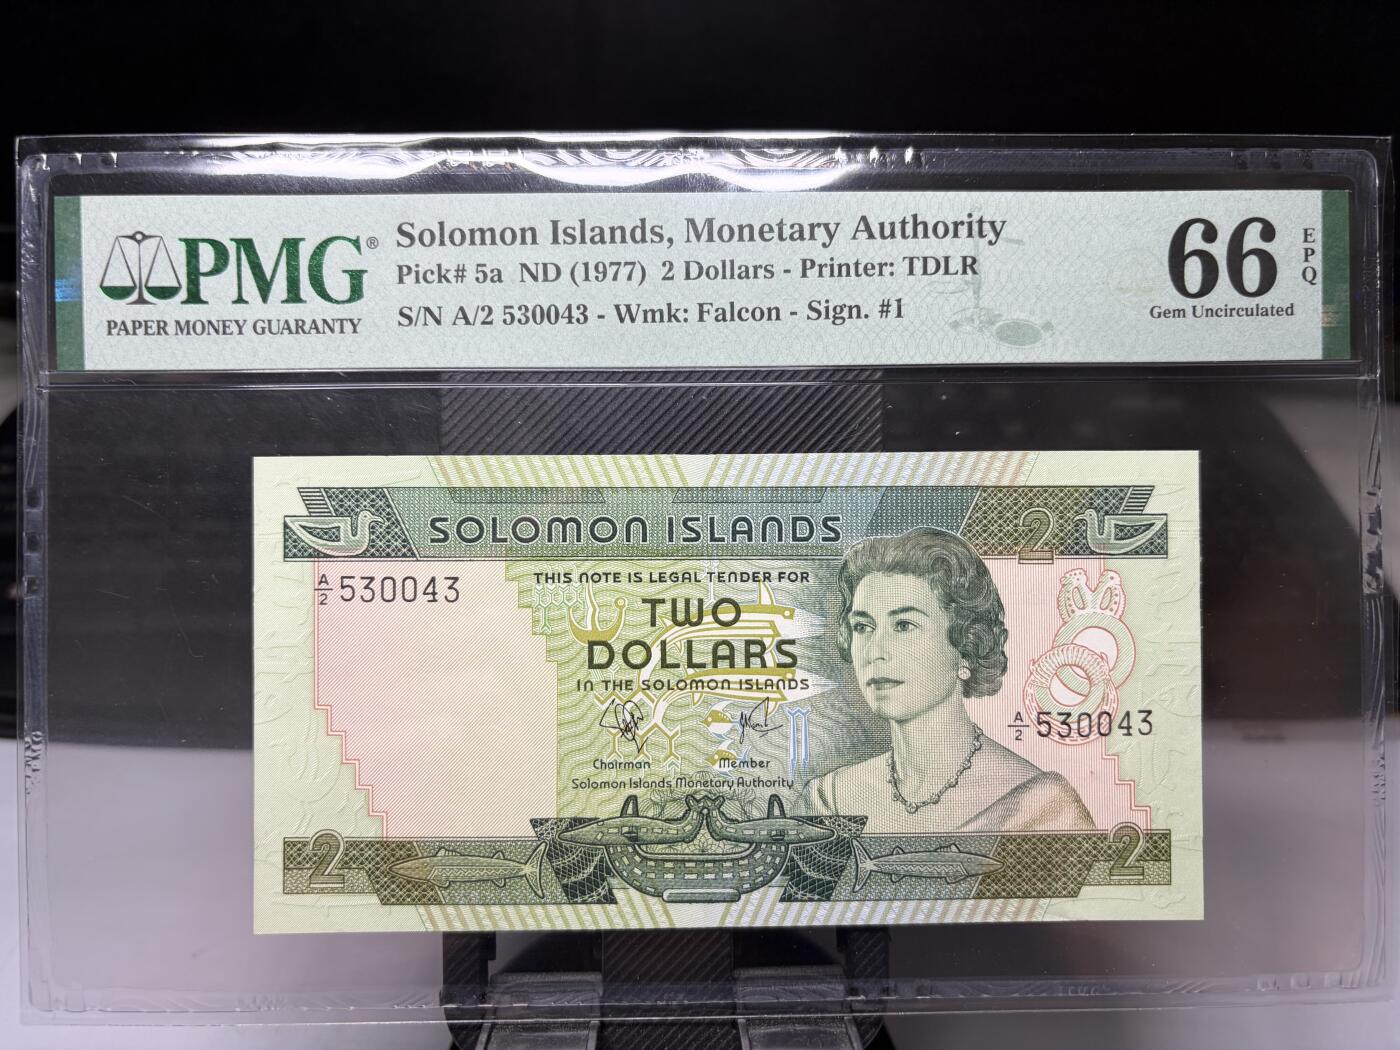 PMG®
PAPER MONEY GUARANTY
Solomon Islands, Monetary Authority
Pick# 5a ND (1977) 2 Dollars - Printer: TDLR
S/N A/2 530043 - Wmk: Falcon - Sign. #1
66 EPQ
Gem Uncirculated
SOLOMON ISLANDS
2
A/2 530043
THIS NOTE IS LEGAL TENDER FOR
TWO
DOLLARS
IN THE SOLOMON ISLANDS
A/2 530043
Chairman Member
Solomon Islands Monetary Authority
2 2